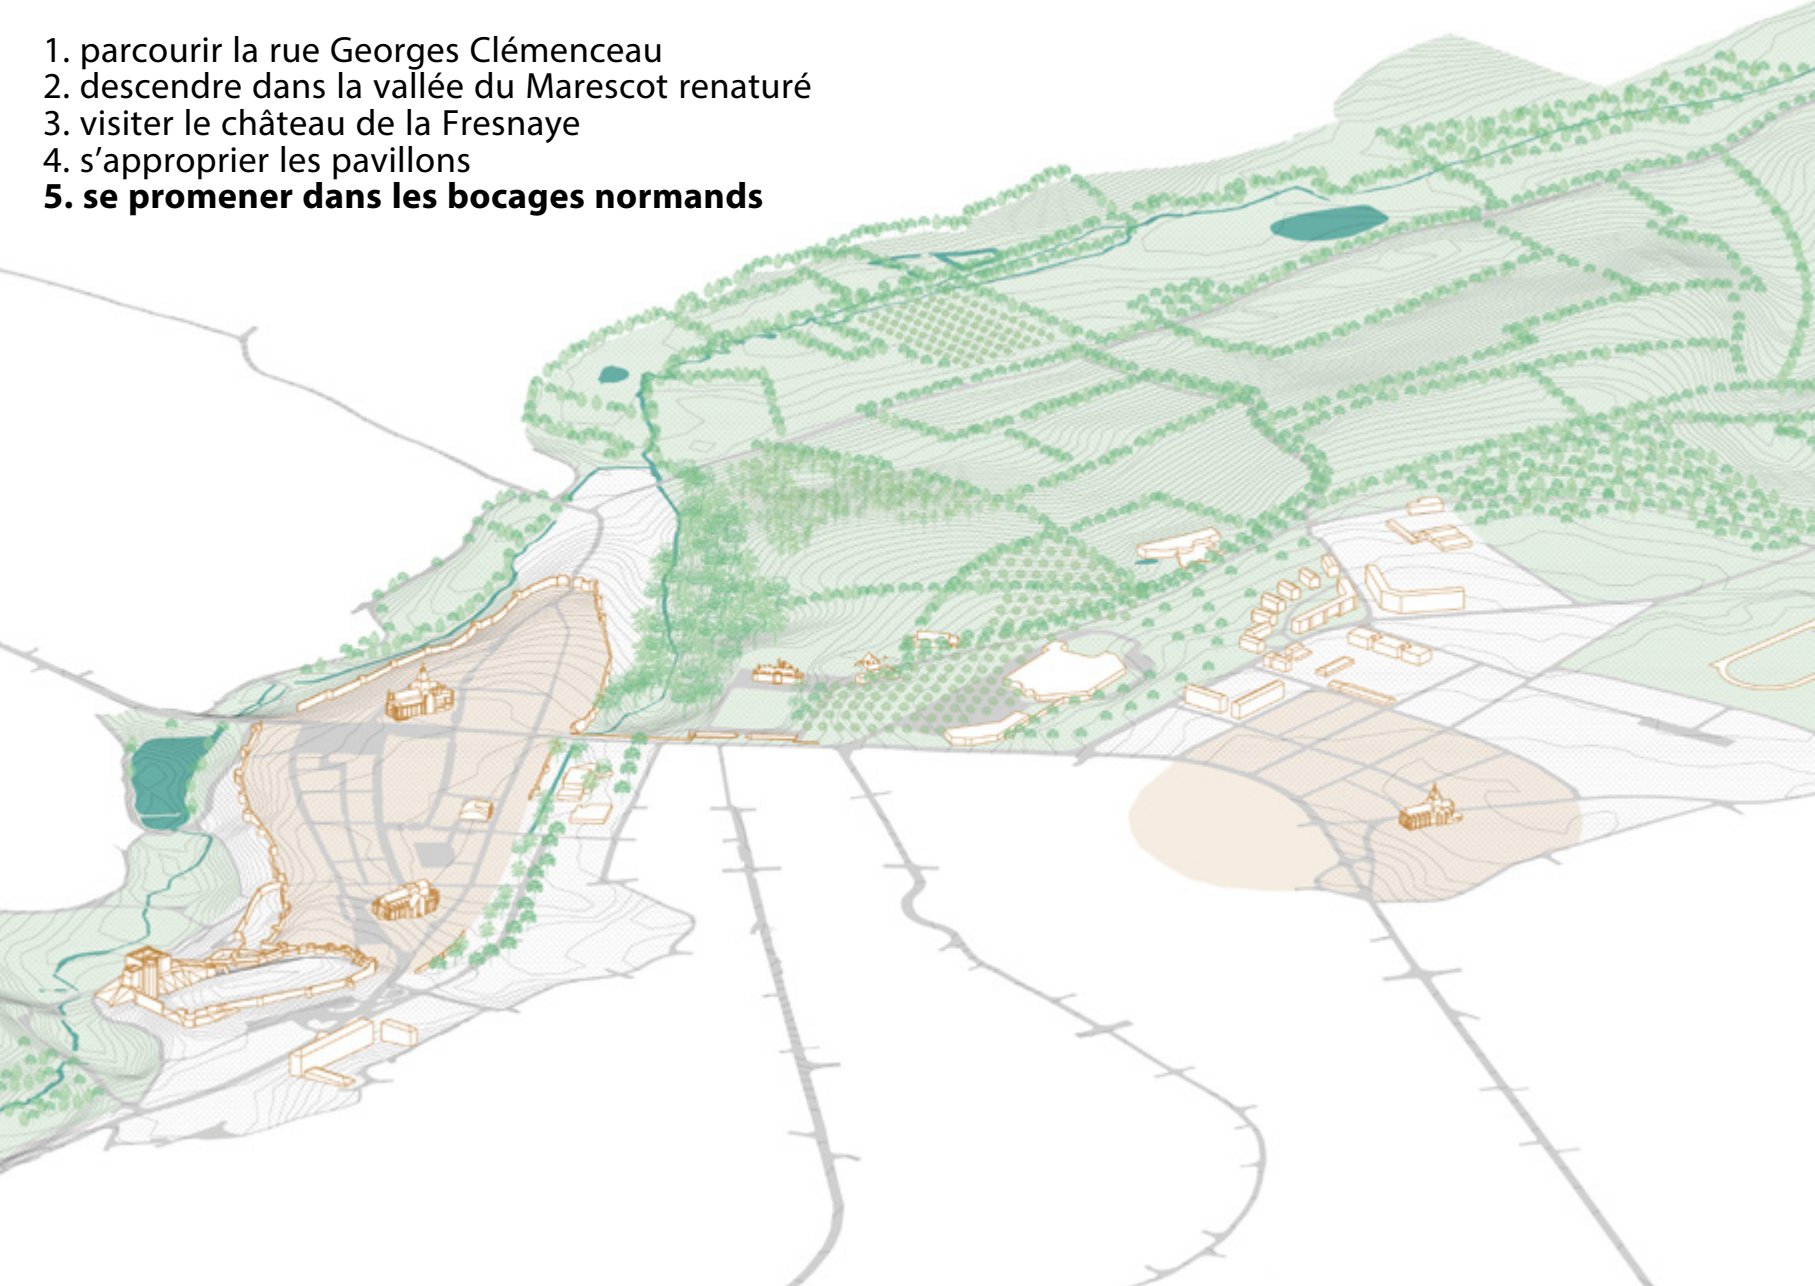 1. parcourir la rue Georges Clémenceau
2. descendre dans la vallée du Marescot renaturé
3. visiter le château de la Fresnaye
4. s’approprier les pavillons
5. se promener dans les bocages normands